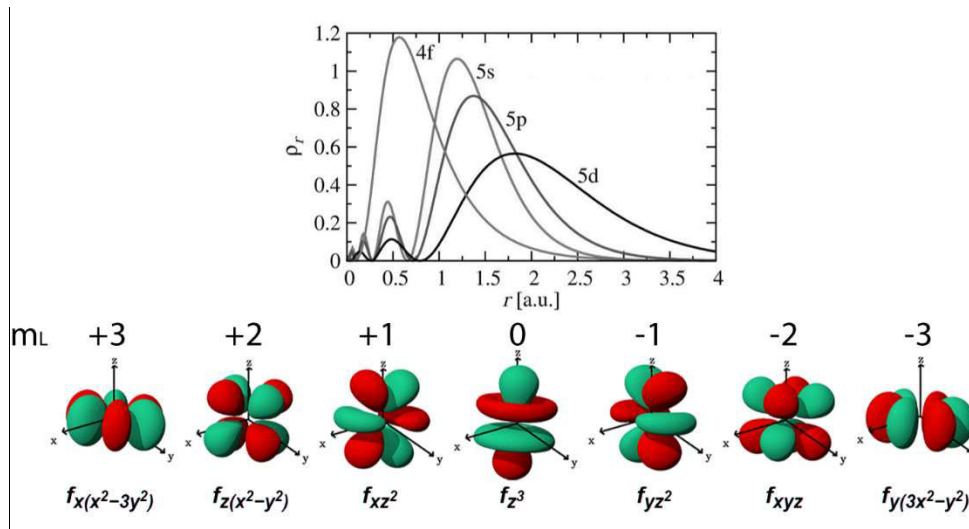 1.2
1
0.8
0.6
0.4
0.2
0
ρr
4f
5s
5p
5d
0 0.5 1 1.5 2 2.5 3 3.5 4
r [a.u.]
mL +3 +2 +1 0 -1 -2 -3
z z z z z z z
x y x y x y x y x y x y x y
fx(x²−3y²) fz(x²−y²) fxz² fz³ fyz² fxyz fy(3x²−y²)